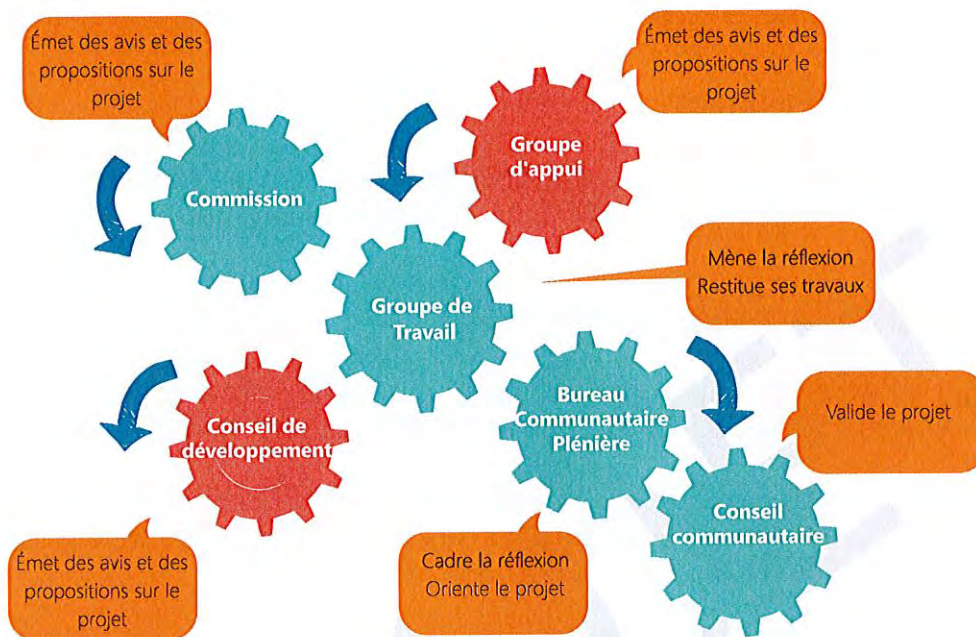 Émet des avis et des
propositions sur le
projet
Émet des avis et des
propositions sur le
projet
Groupe
d'appui
Commission
Mène la réflexion
Restitue ses travaux
Groupe de
Travail
Bureau
Communautaire
Plénière
Valide le projet
Conseil de
développement
Conseil
communautaire
Émet des avis et des
propositions sur le
projet
Cadre la réflexion
Oriente le projet